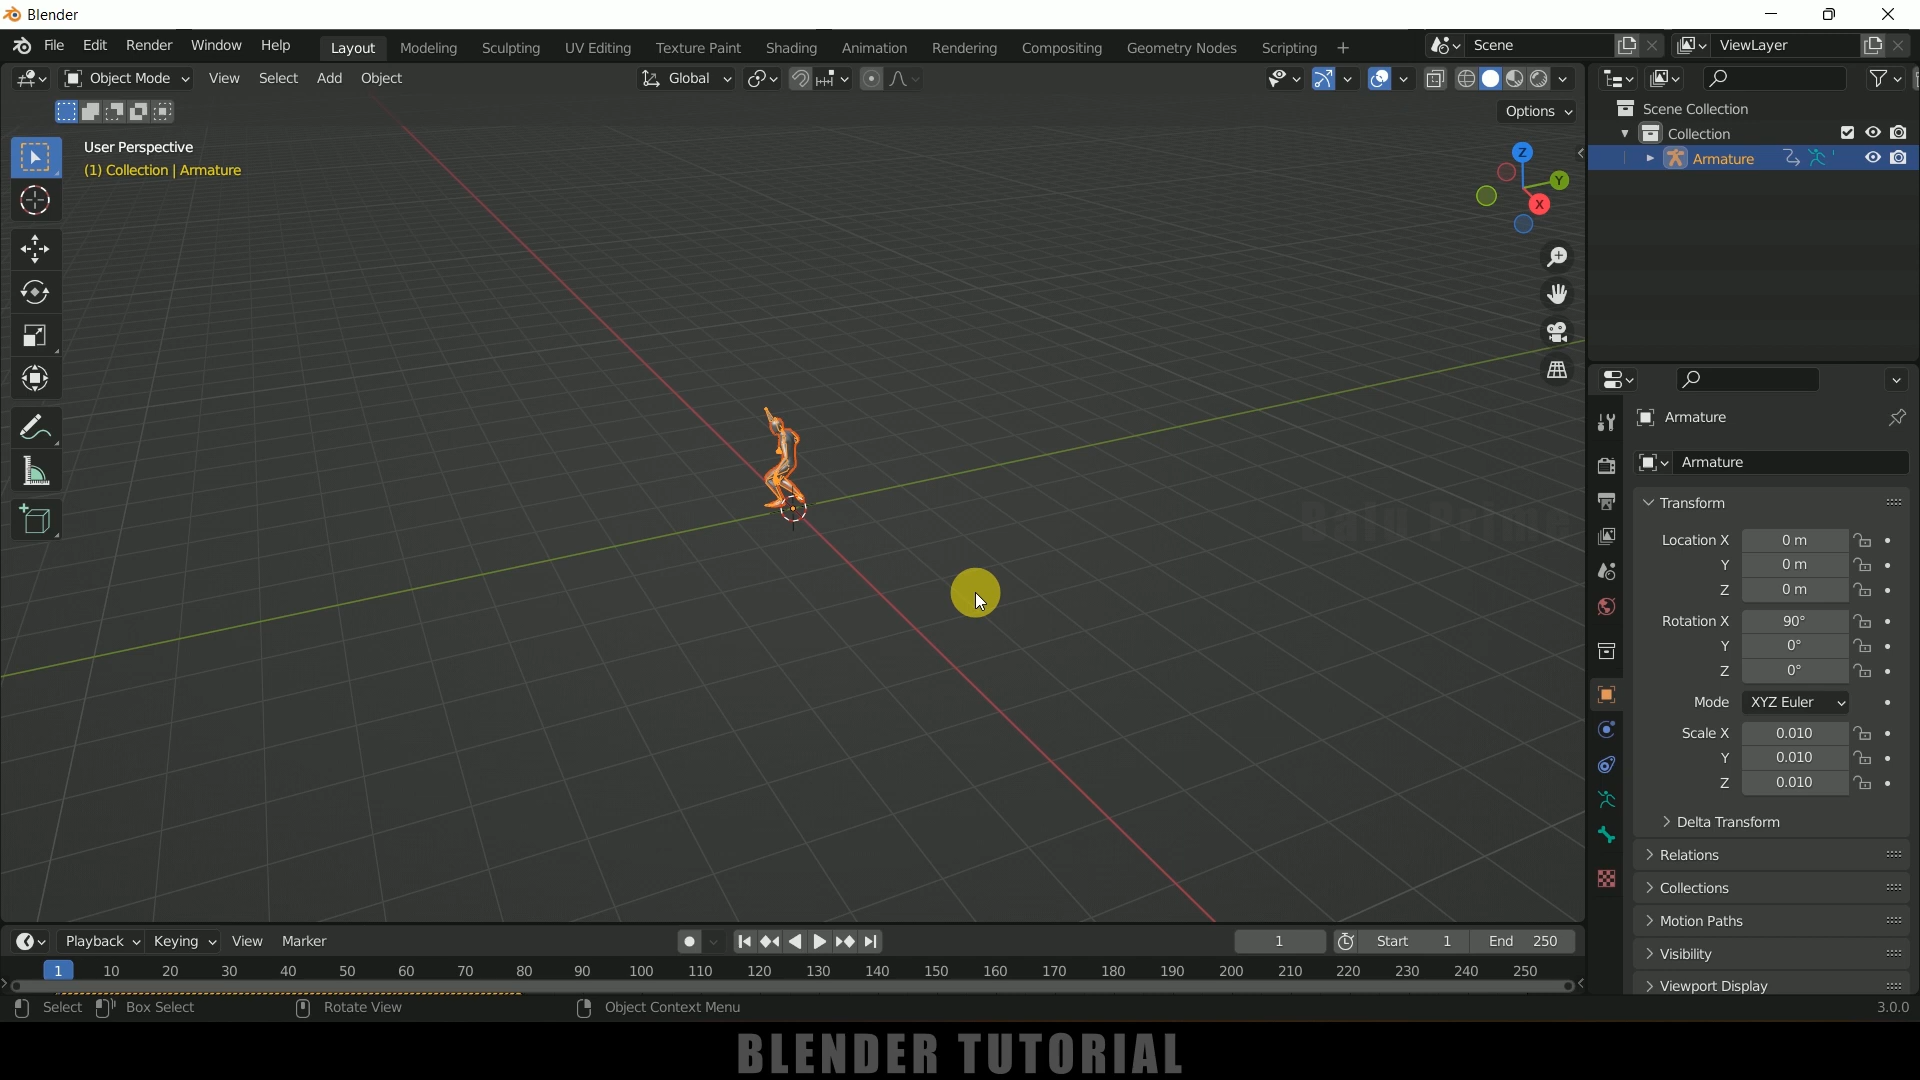 Blender
File Edit Render Window Help Layout Modeling Sculpting UV Editing Texture Paint Shading Animation Rendering Compositing Geometry Nodes Scripting + Scene ViewLayer
Object Mode View Select Add Object Global
Options
User Perspective
(1) Collection | Armature
Z
Y
X
Scene Collection
Collection
Armature
Armature
Armature
Transform
Location X 0 m
Y 0 m
Z 0 m
Rotation X 90°
Y 0°
Z 0°
Mode XYZ Euler
Scale X 0.010
Y 0.010
Z 0.010
Delta Transform
Relations
Collections
Motion Paths
Visibility
Viewport Display
Playback Keying View Marker 1 Start 1 End 250
1 10 20 30 40 50 60 70 80 90 100 110 120 130 140 150 160 170 180 190 200 210 220 230 240 250
Select Box Select Rotate View Object Context Menu 3.0.0
BLENDER TUTORIAL